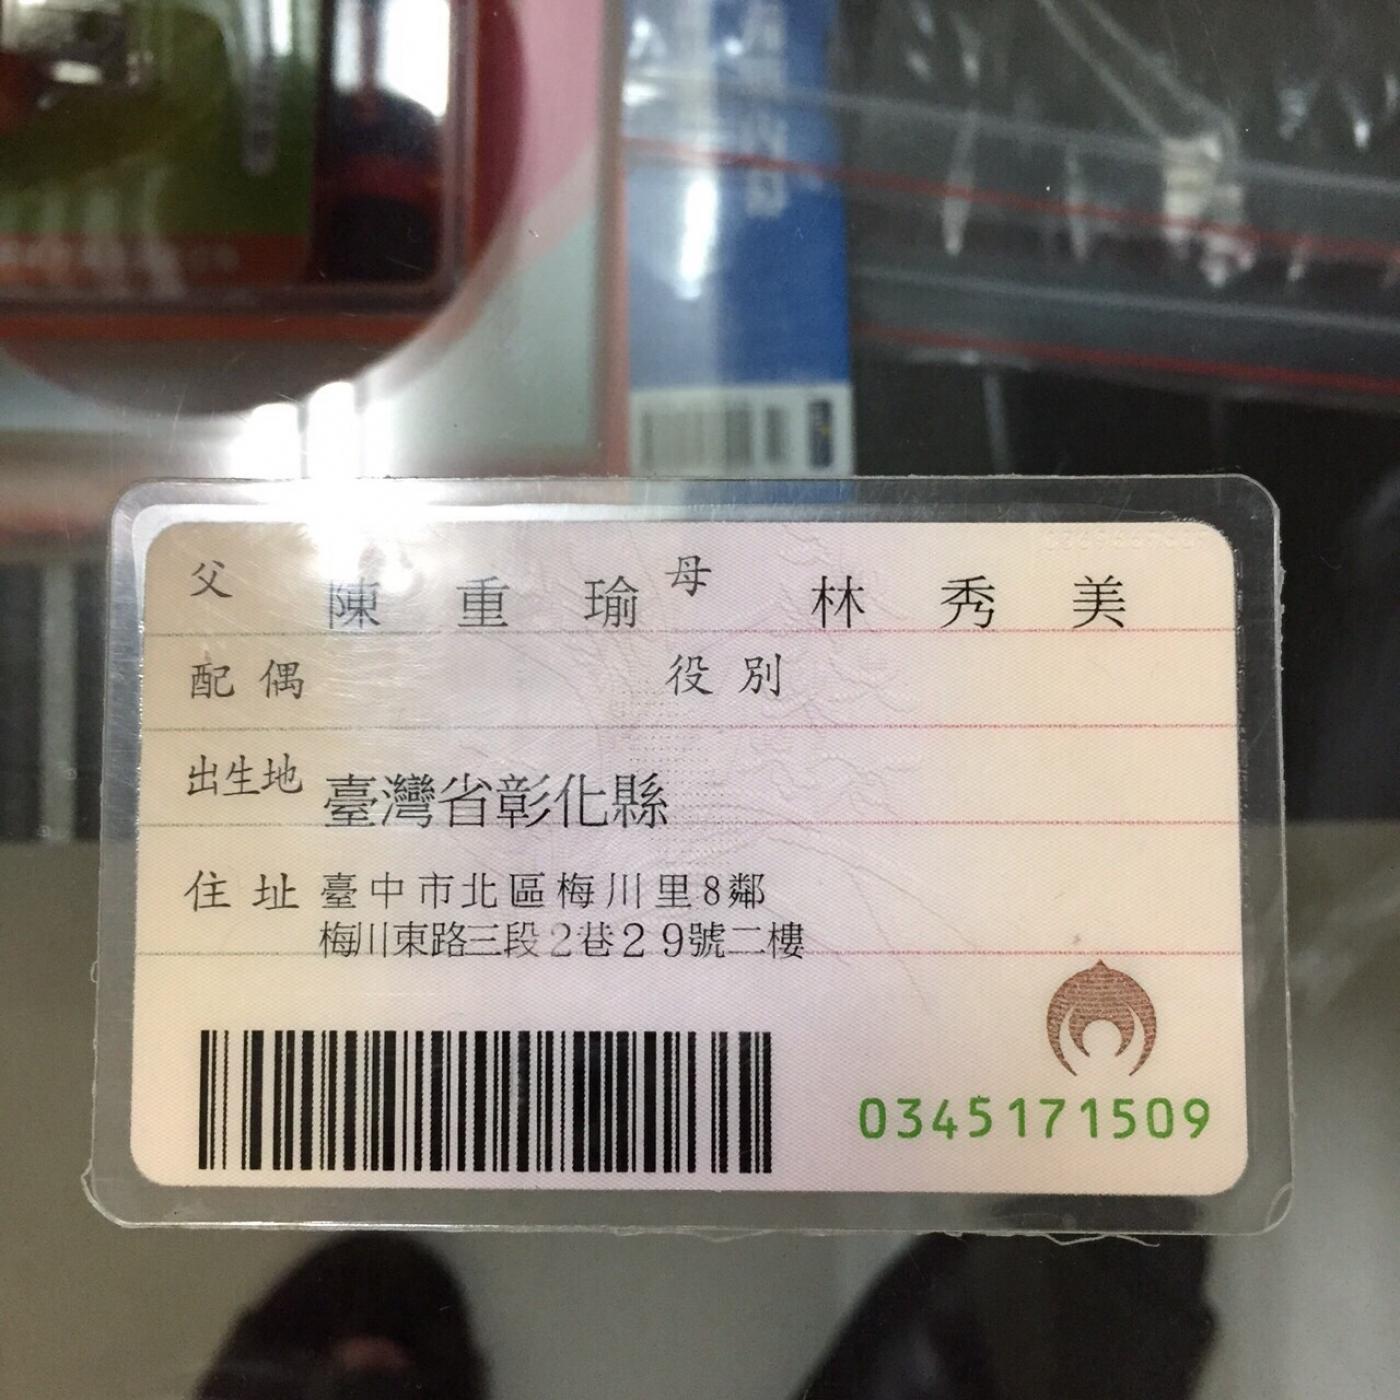 父 陳重瑜 母 林秀美
配偶 役別
出生地 臺灣省彰化縣
住址 臺中市北區梅川里8鄰
梅川東路三段2巷29號二樓
0345171509